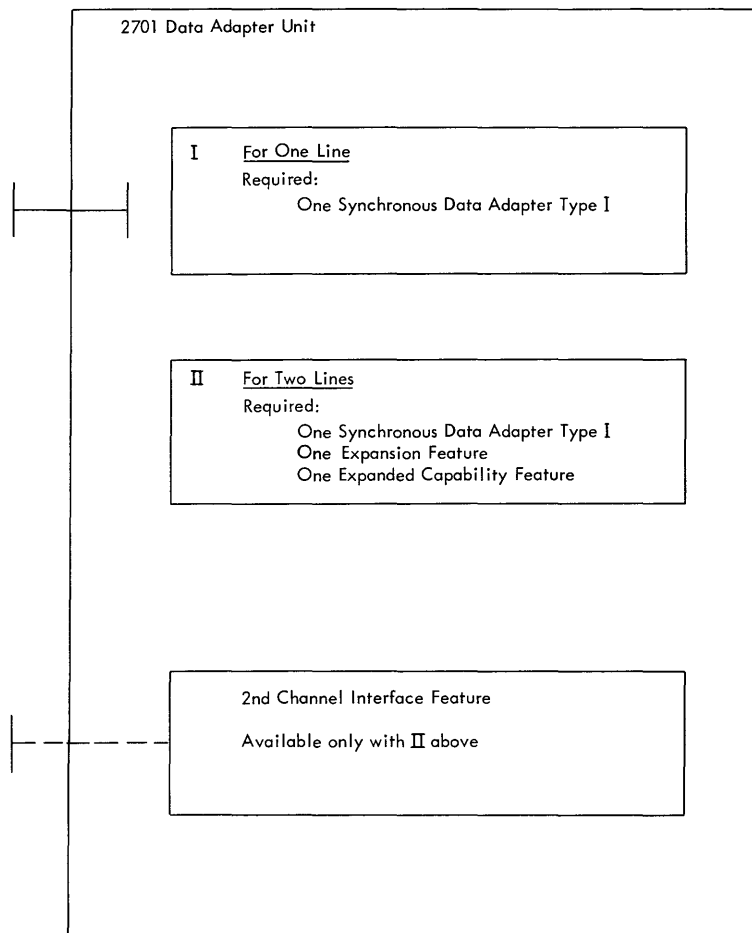 2701 Data Adapter Unit
I For One Line
Required:
One Synchronous Data Adapter Type I
II For Two Lines
Required:
One Synchronous Data Adapter Type I
One Expansion Feature
One Expanded Capability Feature
2nd Channel Interface Feature
Available only with II above